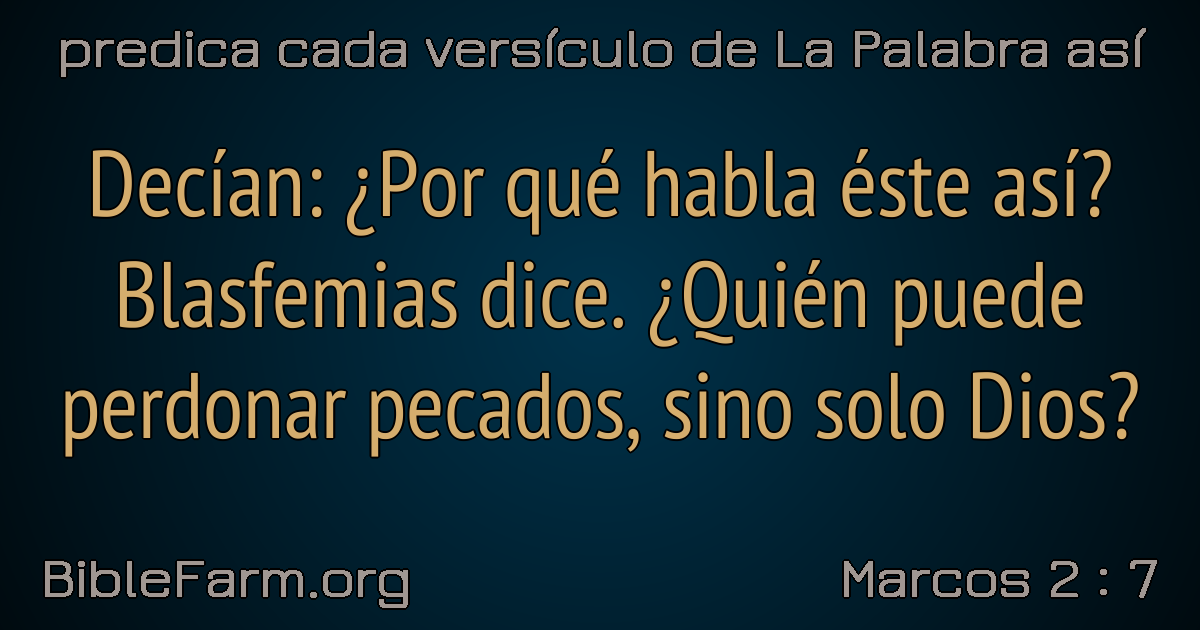 predica cada versículo de La Palabra así
Decían: ¿Por qué habla éste así?
Blasfemias dice. ¿Quién puede
perdonar pecados, sino solo Dios?
BibleFarm.org
Marcos 2 : 7